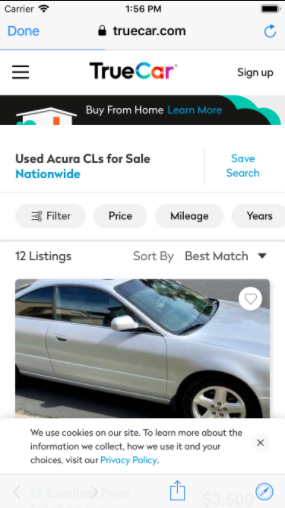 Carrier 1:56 PM
Done truecar.com
TrueCar Sign up
Buy From Home Learn More
Used Acura CLs for Sale
Nationwide
Save
Search
Filter Price Mileage Years
12 Listings Sort By Best Match
We use cookies on our site. To learn more about the
information we collect, how we use it and your
choices, visit our Privacy Policy.
Excellent Price
$3,500